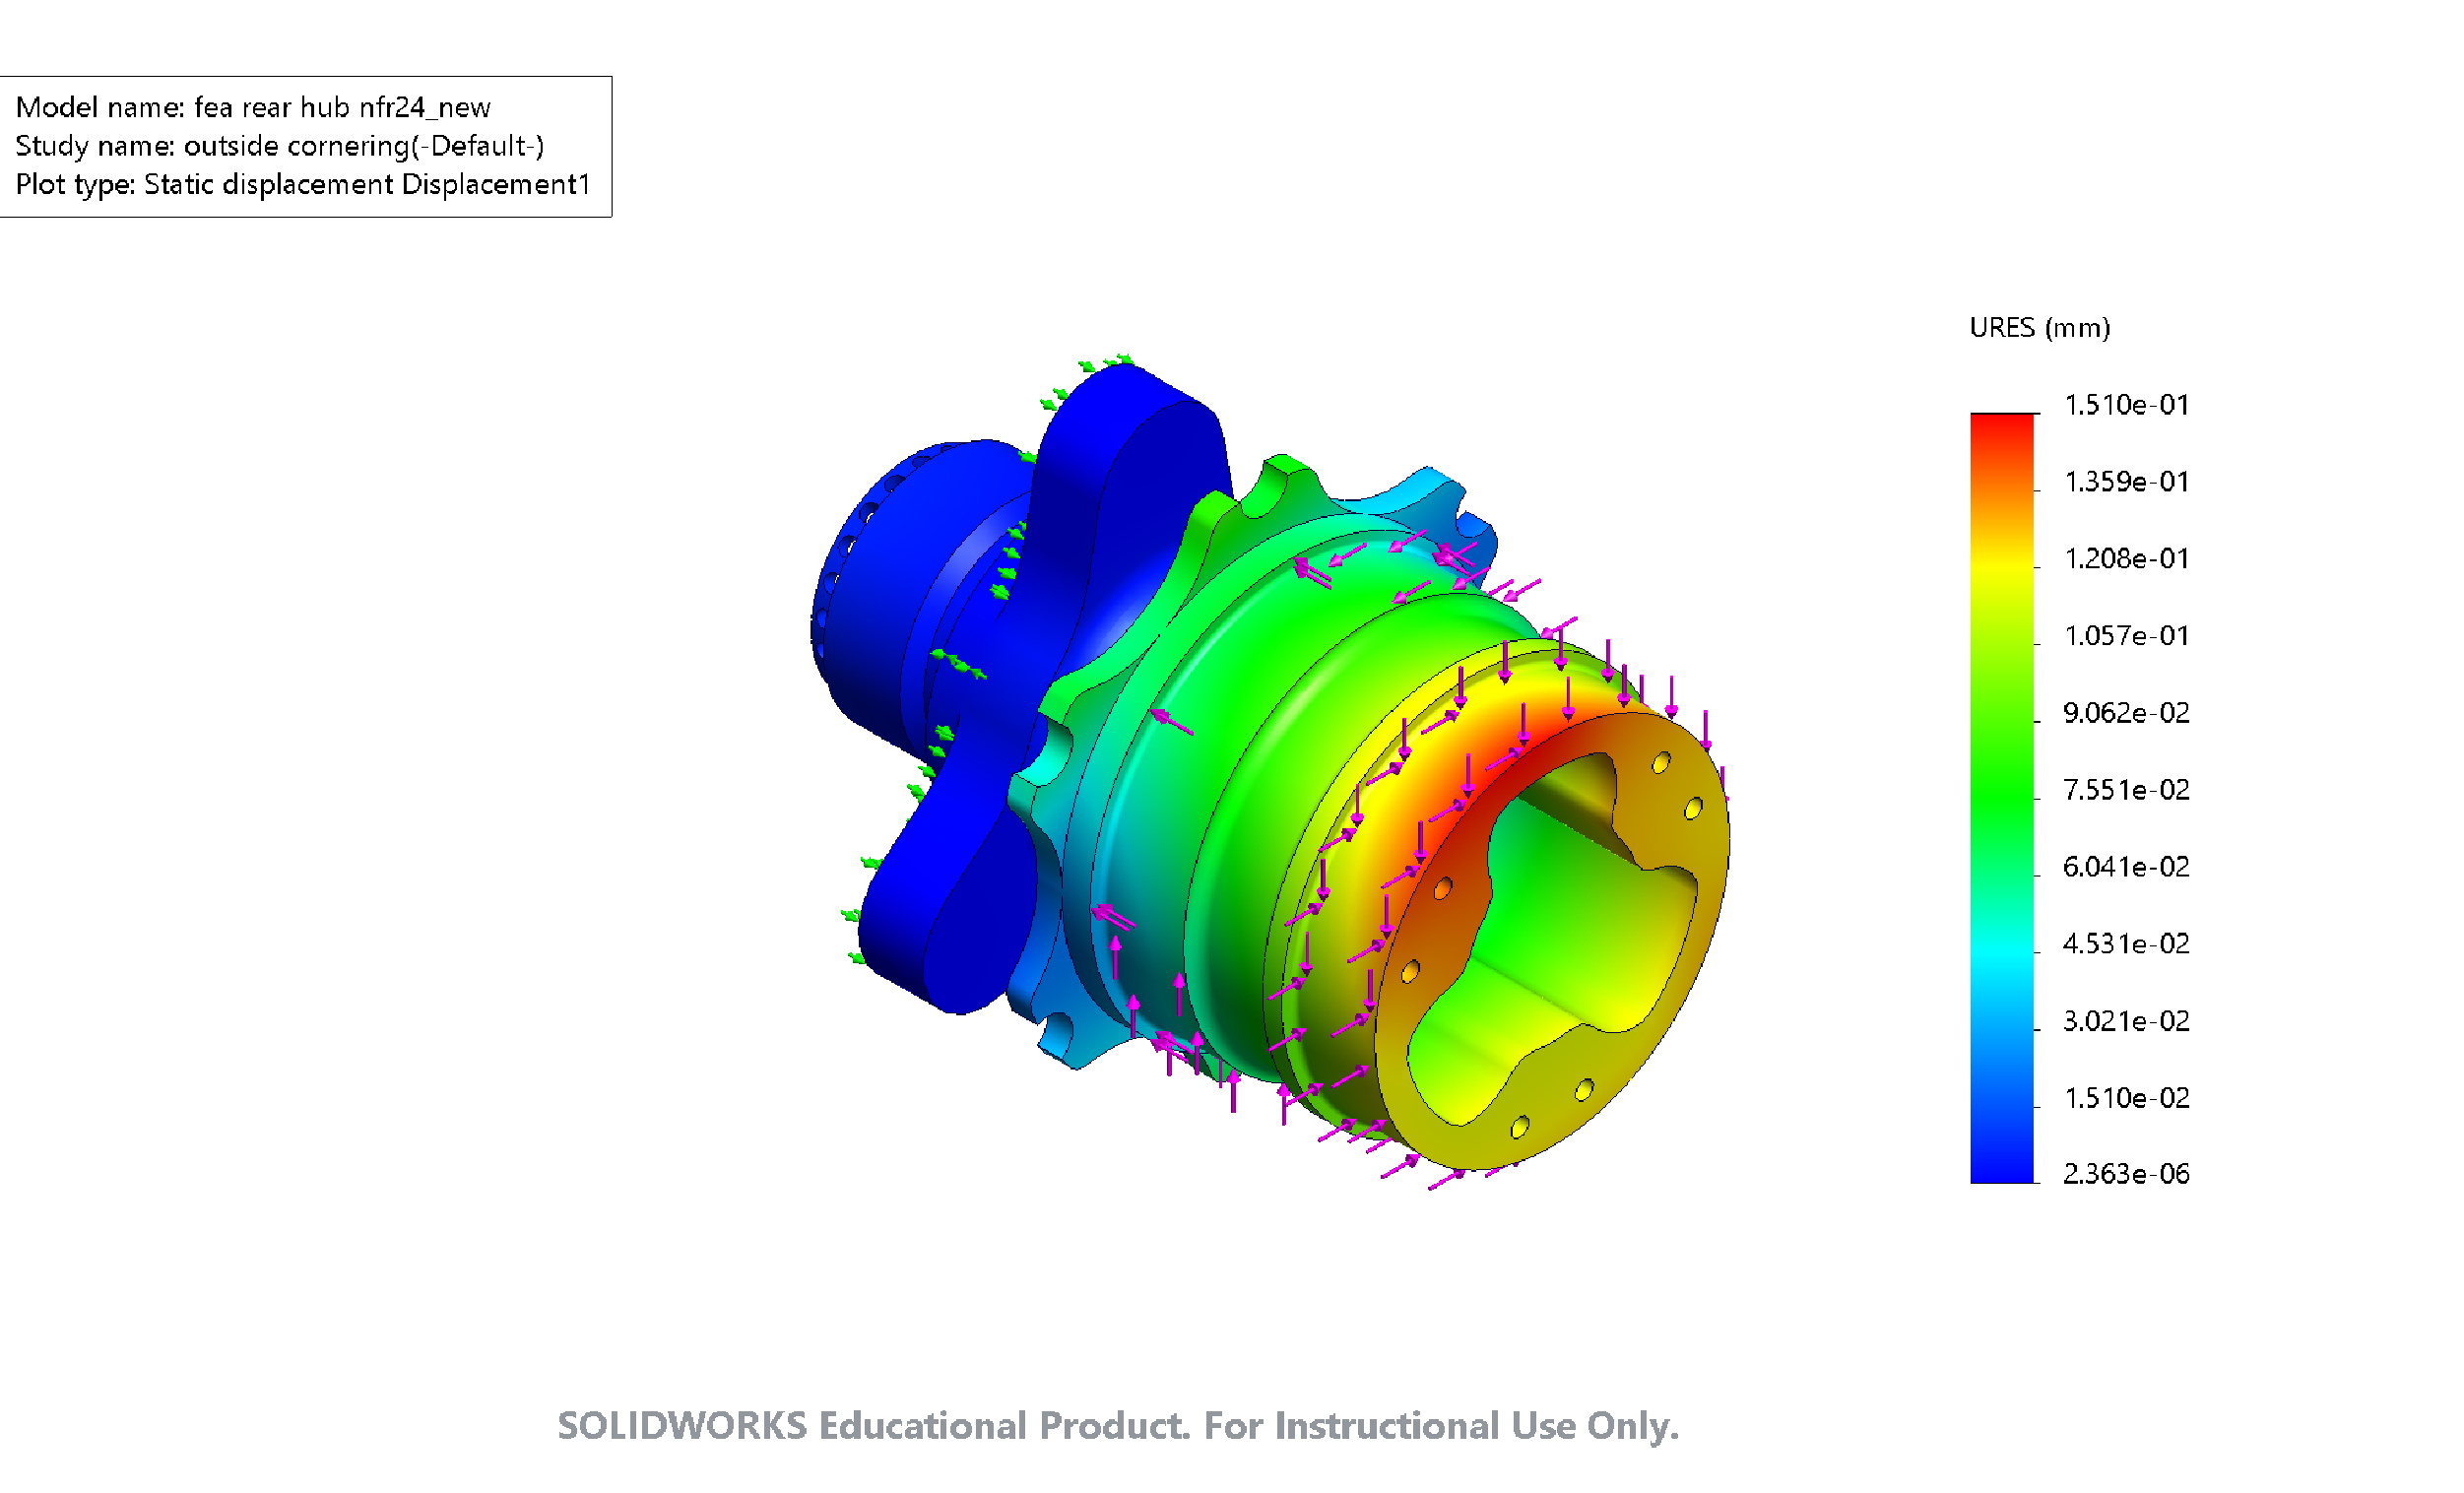 Model name: fea rear hub nfr24_new
Study name: outside cornering(-Default-)
Plot type: Static displacement Displacement1
URES (mm)
1.510e-01
1.359e-01
1.208e-01
1.057e-01
9.062e-02
7.551e-02
6.041e-02
4.531e-02
3.021e-02
1.510e-02
2.363e-06
SOLIDWORKS Educational Product. For Instructional Use Only.